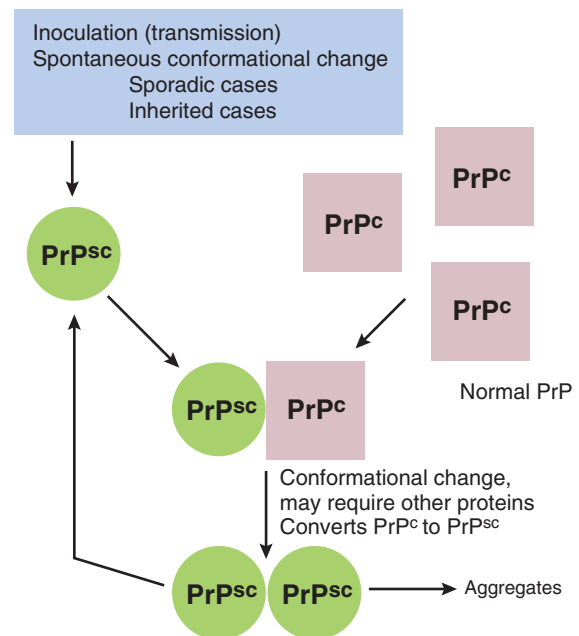 Inoculation (transmission)
Spontaneous conformational change
Sporadic cases
Inherited cases
PrPᶜ
PrPᶜ
PrPˢᶜ
PrPᶜ
Normal PrP
PrPˢᶜ
PrPᶜ
Conformational change,
may require other proteins
Converts PrPᶜ to PrPˢᶜ
PrPˢᶜ
PrPˢᶜ
Aggregates